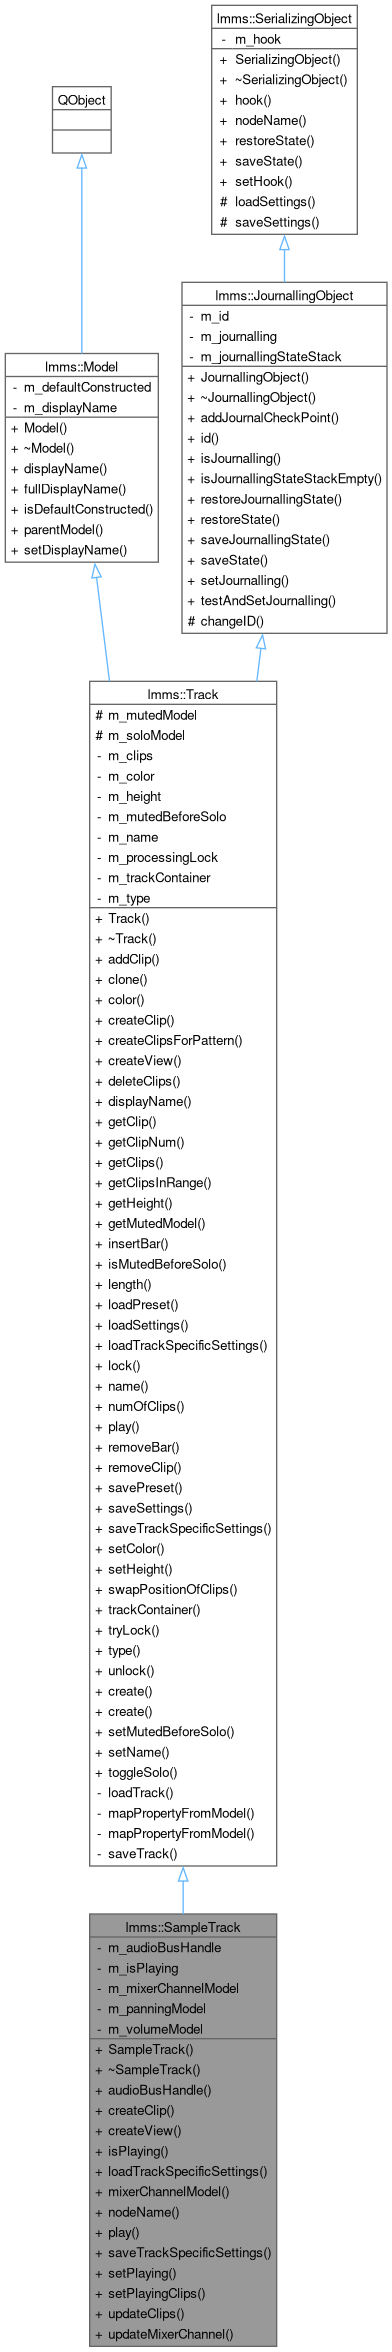 lmms::SerializingObject
- m_hook
+ SerializingObject()
+ ~SerializingObject()
+ hook()
+ nodeName()
+ restoreState()
+ saveState()
+ setHook()
# loadSettings()
# saveSettings()
QObject
lmms::JournallingObject
- m_id
- m_journalling
- m_journallingStateStack
+ JournallingObject()
+ ~JournallingObject()
+ addJournalCheckPoint()
+ id()
+ isJournalling()
+ isJournallingStateStackEmpty()
+ restoreJournallingState()
+ restoreState()
+ saveJournallingState()
+ saveState()
+ setJournalling()
+ testAndSetJournalling()
# changeID()
lmms::Model
- m_defaultConstructed
- m_displayName
+ Model()
+ ~Model()
+ displayName()
+ fullDisplayName()
+ isDefaultConstructed()
+ parentModel()
+ setDisplayName()
lmms::Track
# m_mutedModel
# m_soloModel
- m_clips
- m_color
- m_height
- m_mutedBeforeSolo
- m_name
- m_processingLock
- m_trackContainer
- m_type
+ Track()
+ ~Track()
+ addClip()
+ clone()
+ color()
+ createClip()
+ createClipsForPattern()
+ createView()
+ deleteClips()
+ displayName()
+ getClip()
+ getClipNum()
+ getClips()
+ getClipsInRange()
+ getHeight()
+ getMutedModel()
+ insertBar()
+ isMutedBeforeSolo()
+ length()
+ loadPreset()
+ loadSettings()
+ loadTrackSpecificSettings()
+ lock()
+ name()
+ numOfClips()
+ play()
+ removeBar()
+ removeClip()
+ savePreset()
+ saveSettings()
+ saveTrackSpecificSettings()
+ setColor()
+ setHeight()
+ swapPositionOfClips()
+ trackContainer()
+ tryLock()
+ type()
+ unlock()
+ create()
+ create()
+ setMutedBeforeSolo()
+ setName()
+ toggleSolo()
- loadTrack()
- mapPropertyFromModel()
- mapPropertyFromModel()
- saveTrack()
lmms::SampleTrack
- m_audioBusHandle
- m_isPlaying
- m_mixerChannelModel
- m_panningModel
- m_volumeModel
+ SampleTrack()
+ ~SampleTrack()
+ audioBusHandle()
+ createClip()
+ createView()
+ isPlaying()
+ loadTrackSpecificSettings()
+ mixerChannelModel()
+ nodeName()
+ play()
+ saveTrackSpecificSettings()
+ setPlaying()
+ setPlayingClips()
+ updateClips()
+ updateMixerChannel()